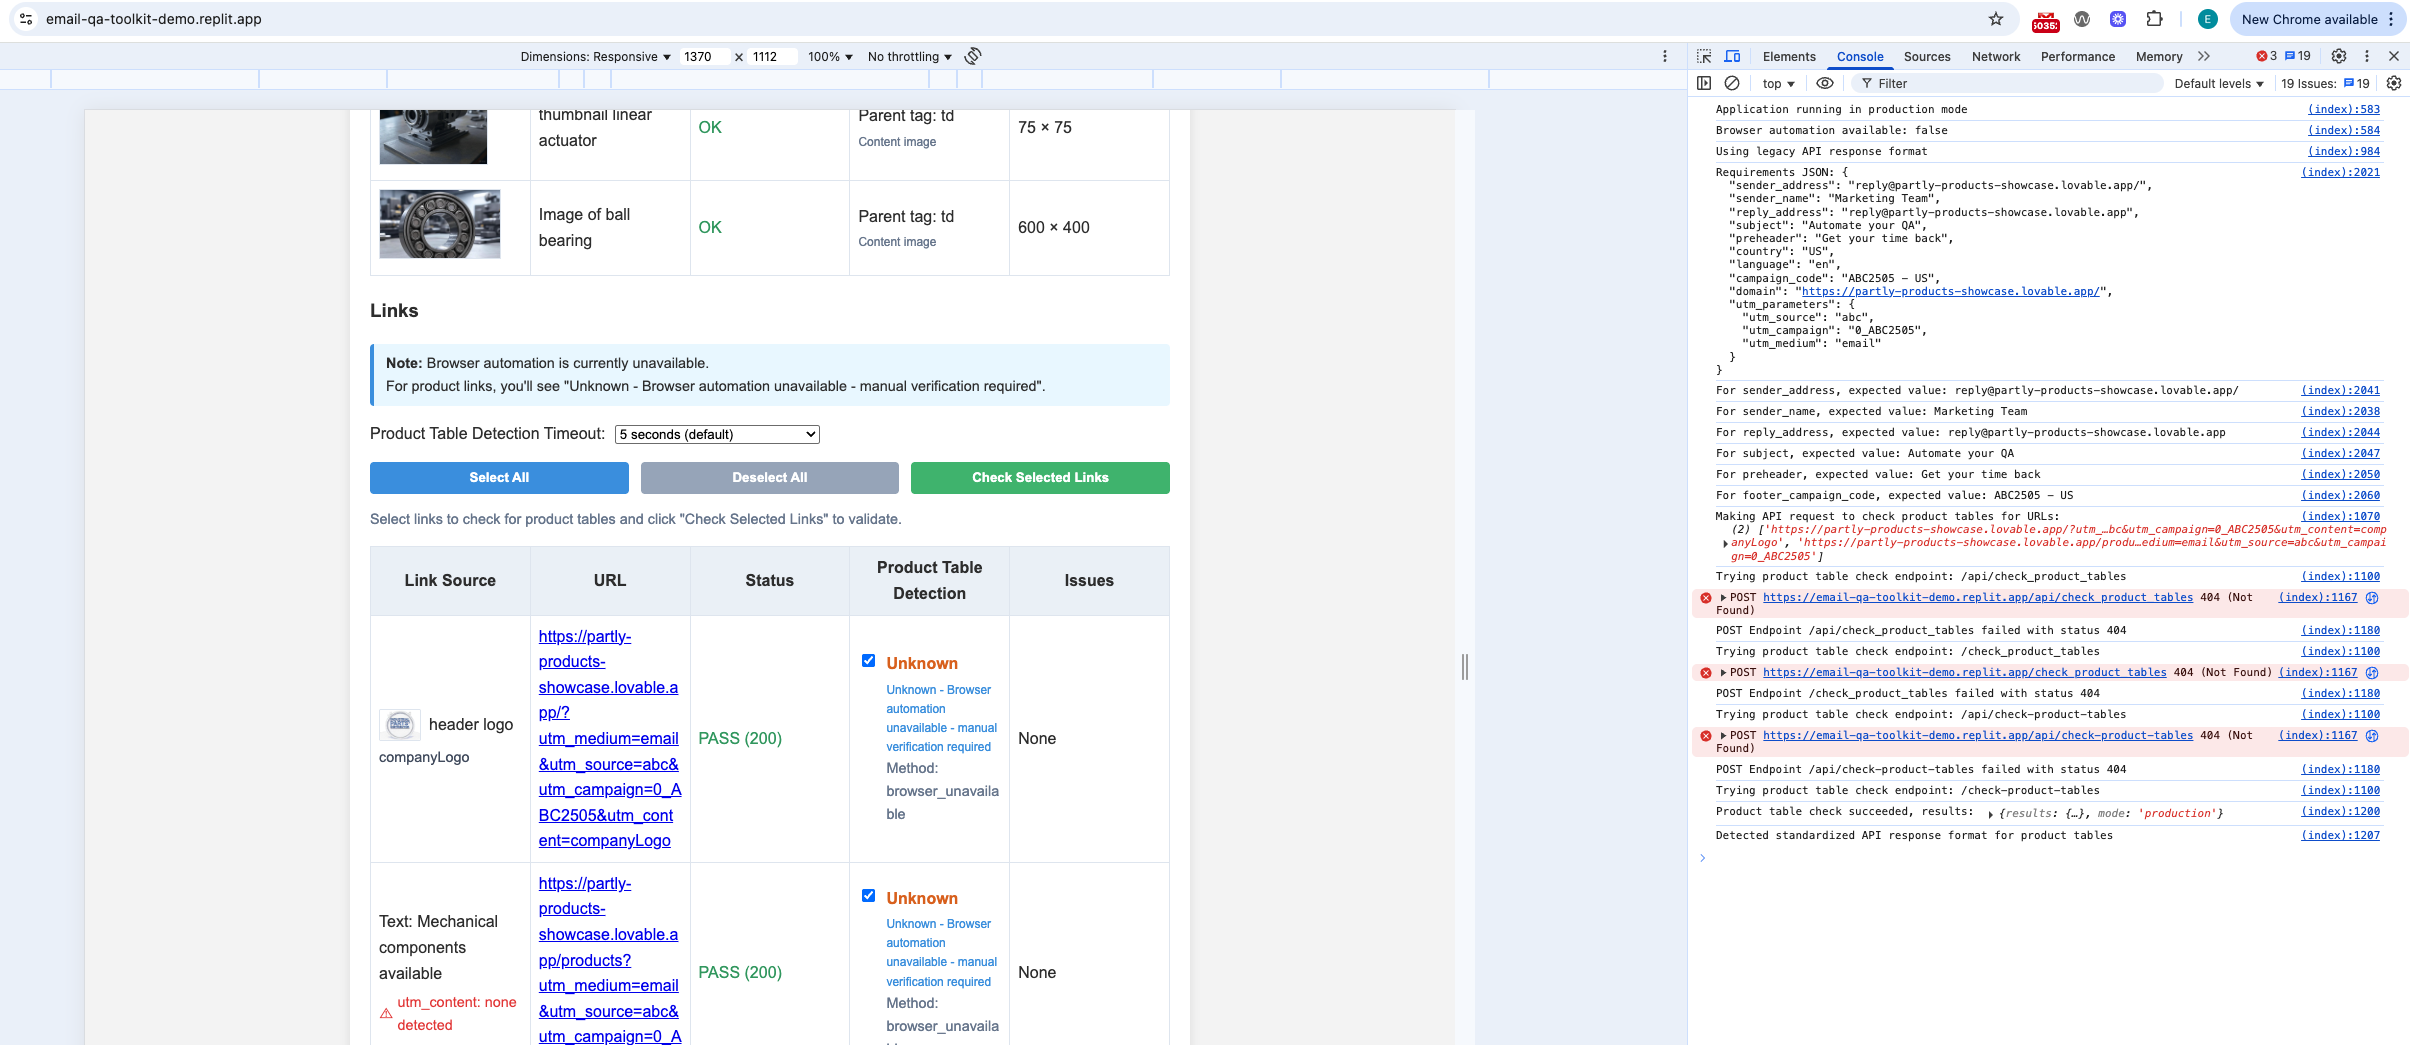 email-qa-toolkit-demo.replit.app
New Chrome available
E
Dimensions: Responsive
1370
×
1112
100%
No throttling
thumbnail linear
actuator
OK
Parent tag: td
Content image
75 × 75
Image of ball
bearing
OK
Parent tag: td
Content image
600 × 400
Links
Note: Browser automation is currently unavailable.
For product links, you'll see "Unknown - Browser automation unavailable - manual verification required".
Product Table Detection Timeout:
5 seconds (default)
Select All
Deselect All
Check Selected Links
Select links to check for product tables and click "Check Selected Links" to validate.
Link Source
URL
Status
Product Table
Detection
Issues
header logo
companyLogo
https://partly-
products-
showcase.lovable.a
pp/?
utm_medium=email
&utm_source=abc&
utm_campaign=0_A
BC2505&utm_cont
ent=companyLogo
PASS (200)
Unknown
Unknown - Browser
automation
unavailable - manual
verification required
Method:
browser_unavaila
ble
None
Text: Mechanical
components
available
⚠ utm_content: none
detected
https://partly-
products-
showcase.lovable.a
pp/products?
utm_medium=email
&utm_source=abc&
utm_campaign=0_A
PASS (200)
Unknown
Unknown - Browser
automation
unavailable - manual
verification required
Method:
browser_unavaila
None
Elements
Console
Sources
Network
Performance
Memory
3
19
top
Filter
Default levels
19 Issues:
19
Application running in production mode (index):583
Browser automation available: false (index):584
Using legacy API response format (index):984
Requirements JSON: { (index):2021
"sender_address": "reply@partly-products-showcase.lovable.app/",
"sender_name": "Marketing Team",
"reply_address": "reply@partly-products-showcase.lovable.app",
"subject": "Automate your QA",
"preheader": "Get your time back",
"country": "US",
"language": "en",
"campaign_code": "ABC2505 – US",
"domain": "https://partly-products-showcase.lovable.app/",
"utm_parameters": {
"utm_source": "abc",
"utm_campaign": "0_ABC2505",
"utm_medium": "email"
}
}
For sender_address, expected value: reply@partly-products-showcase.lovable.app/ (index):2041
For sender_name, expected value: Marketing Team (index):2038
For reply_address, expected value: reply@partly-products-showcase.lovable.app (index):2044
For subject, expected value: Automate your QA (index):2047
For preheader, expected value: Get your time back (index):2050
For footer_campaign_code, expected value: ABC2505 – US (index):2060
Making API request to check product tables for URLs: (index):1070
(2) ['https://partly-products-showcase.lovable.app/?utm_…bc&utm_campaign=0_ABC2505&utm_content=comp
anyLogo', 'https://partly-products-showcase.lovable.app/produ…edium=email&utm_source=abc&utm_campai
gn=0_ABC2505']
Trying product table check endpoint: /api/check_product_tables (index):1100
POST https://email-qa-toolkit-demo.replit.app/api/check_product_tables 404 (Not (index):1167
Found)
POST Endpoint /api/check_product_tables failed with status 404 (index):1180
Trying product table check endpoint: /check_product_tables (index):1100
POST https://email-qa-toolkit-demo.replit.app/check_product_tables 404 (Not Found) (index):1167
POST Endpoint /check_product_tables failed with status 404 (index):1180
Trying product table check endpoint: /api/check-product-tables (index):1100
POST https://email-qa-toolkit-demo.replit.app/api/check-product-tables 404 (Not (index):1167
Found)
POST Endpoint /api/check-product-tables failed with status 404 (index):1180
Trying product table check endpoint: /check-product-tables (index):1100
Product table check succeeded, results: {results: {…}, mode: 'production'} (index):1200
Detected standardized API response format for product tables (index):1207